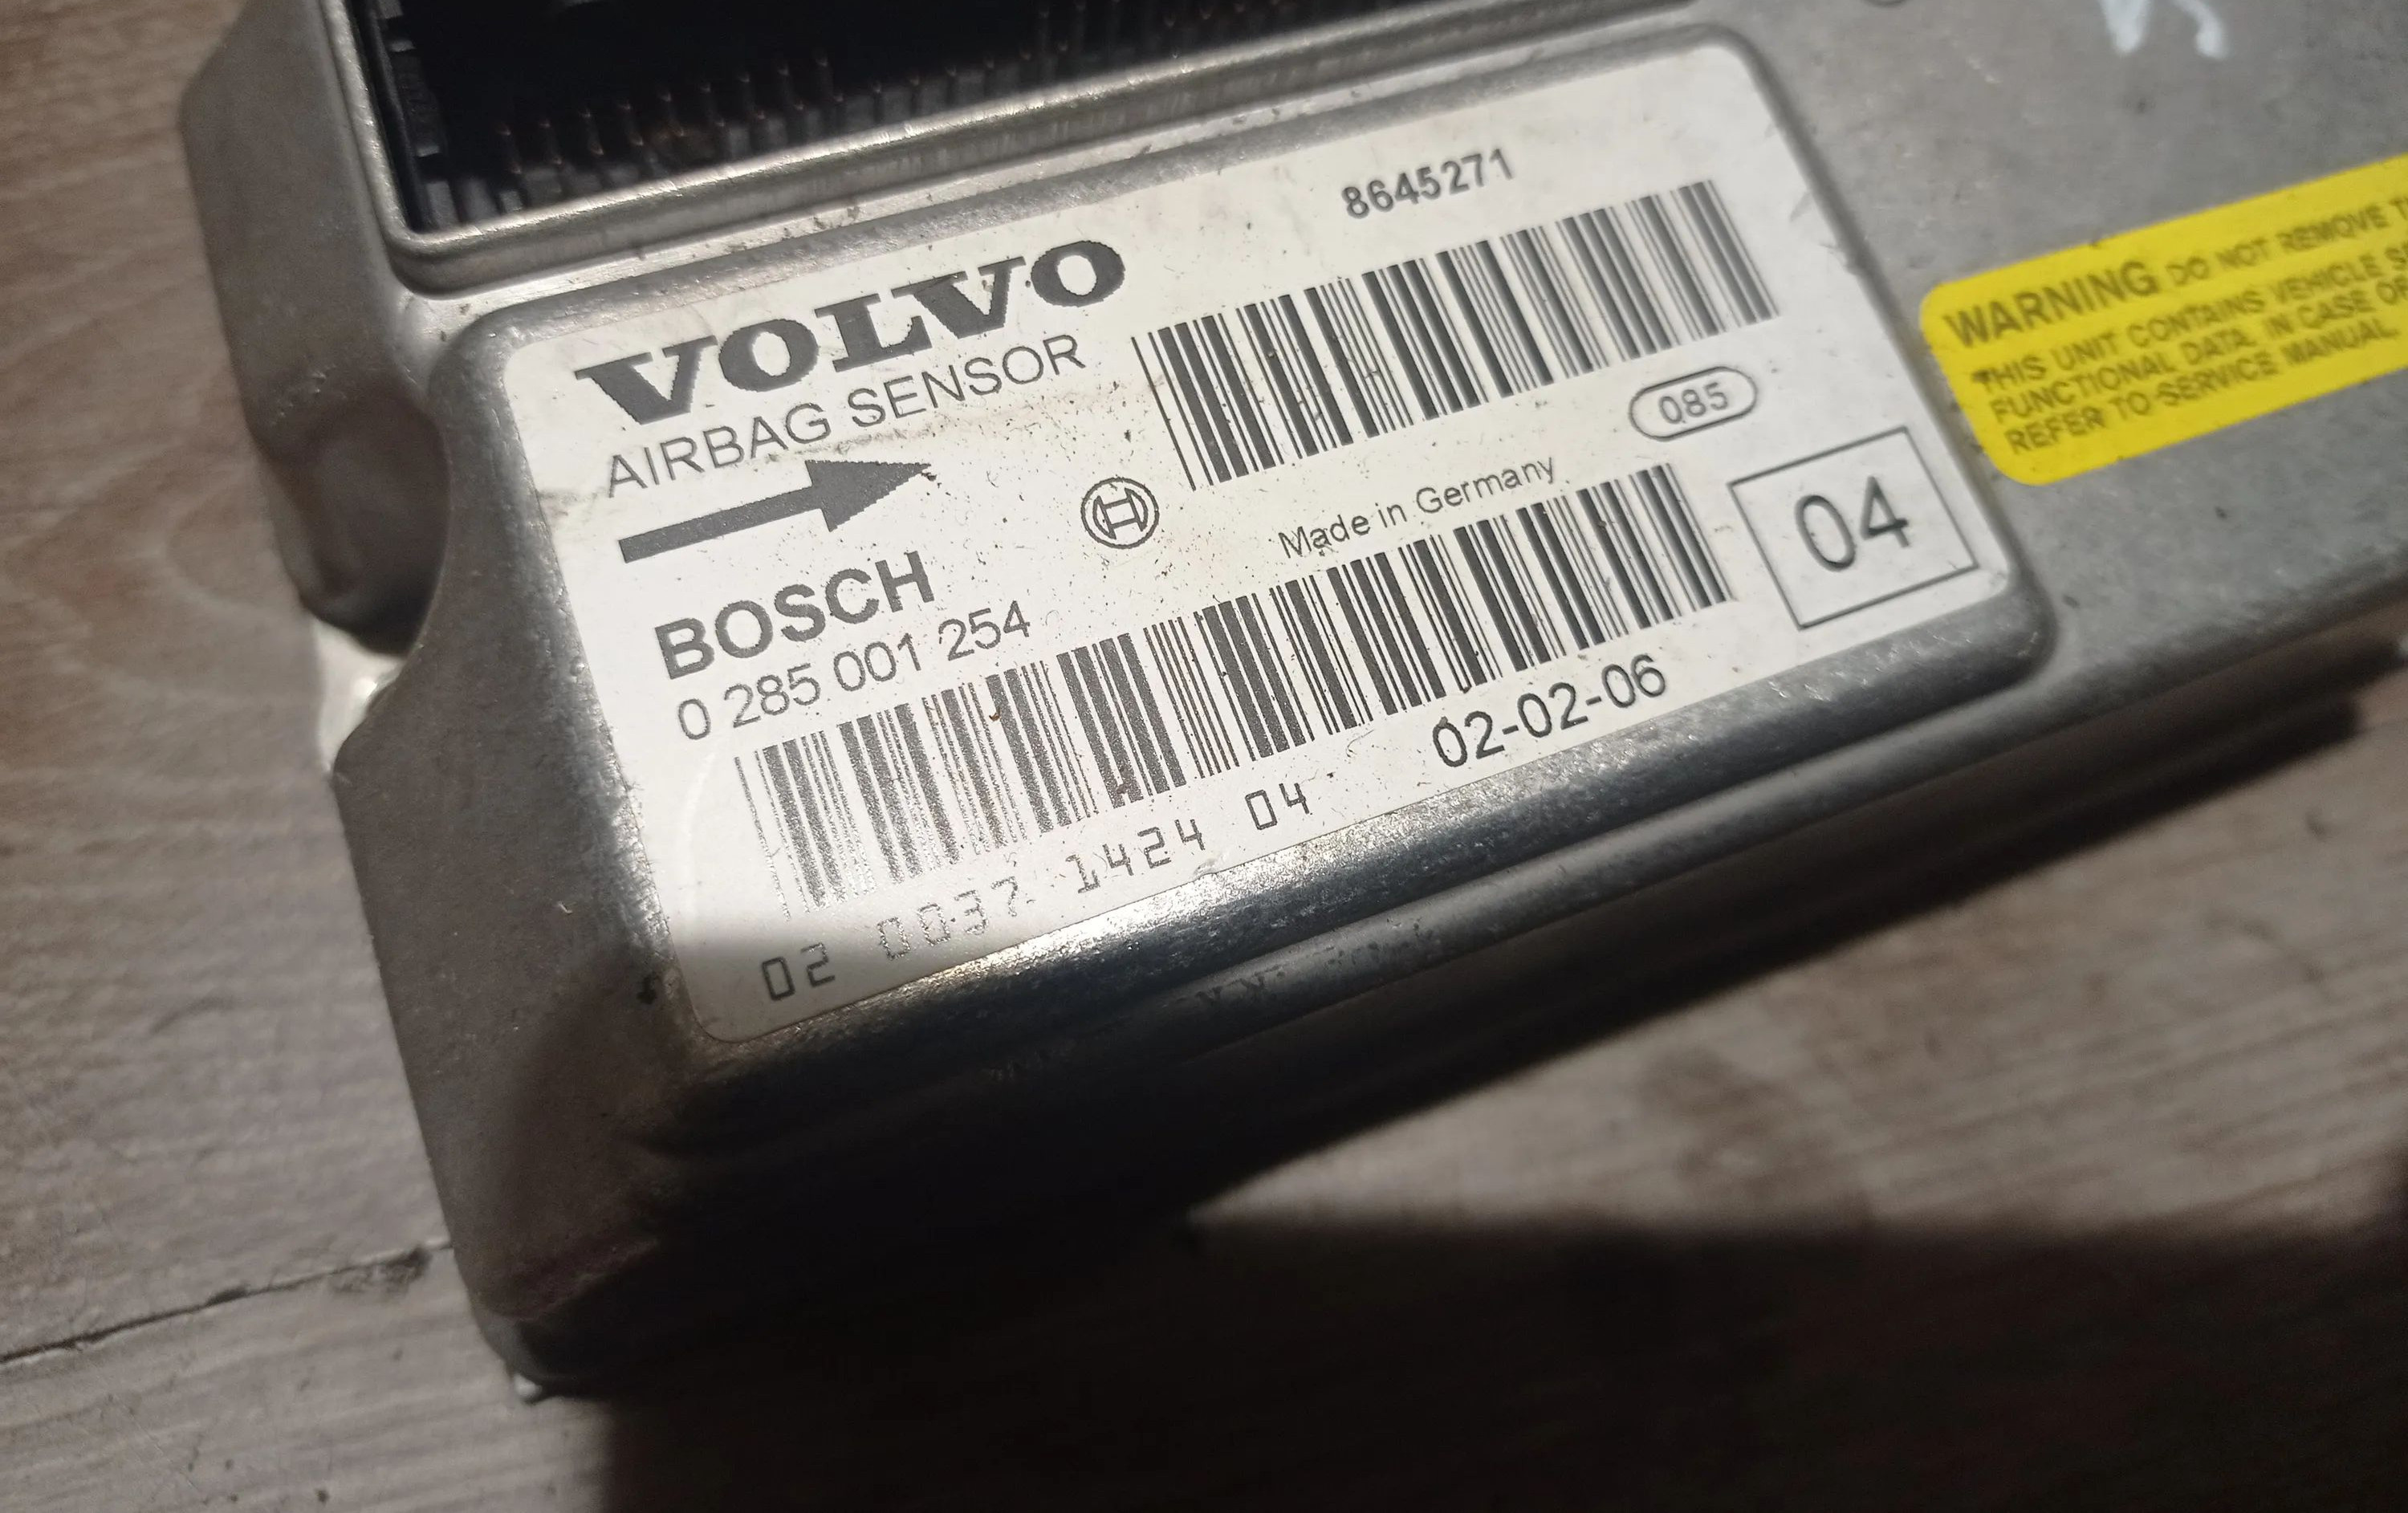 8645271
VOLVO
AIRBAG SENSOR
085
Made in Germany
04
BOSCH
0 285 001 254
02-02-06
02 0037 1424 04
WARNING DO NOT REMOVE
THIS UNIT CONTAINS VEHICLE
FUNCTIONAL DATA. IN CASE
REFER TO SERVICE MANUAL